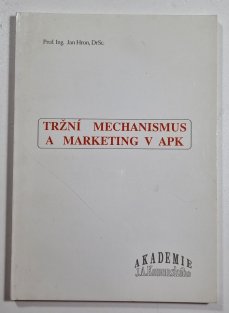 Prof. Ing. Jan Hron, DrSc.
TRŽNÍ MECHANISMUS
A MARKETING V APK
AKADEMIE
J.A.Komenského